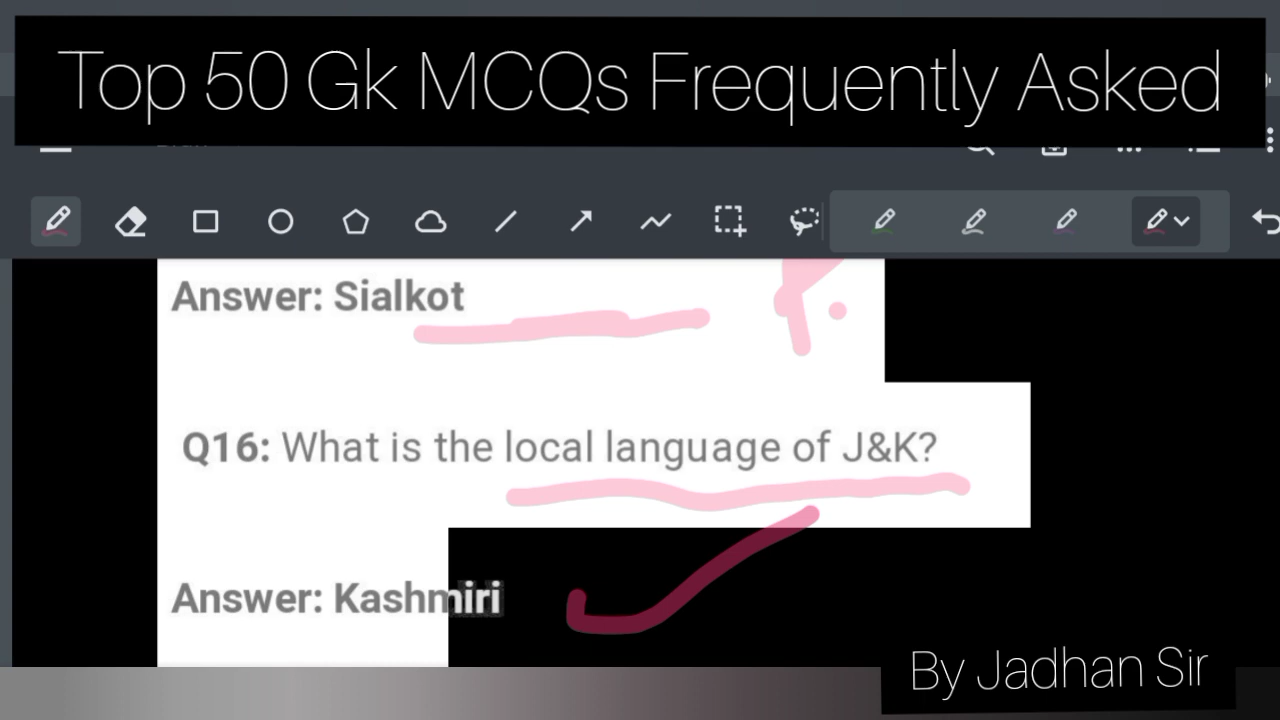 Top 50 Gk MCQs Frequently Asked
Answer: Sialkot
Q16: What is the local language of J&K?
Answer: Kashmiri
By Jadhan Sir